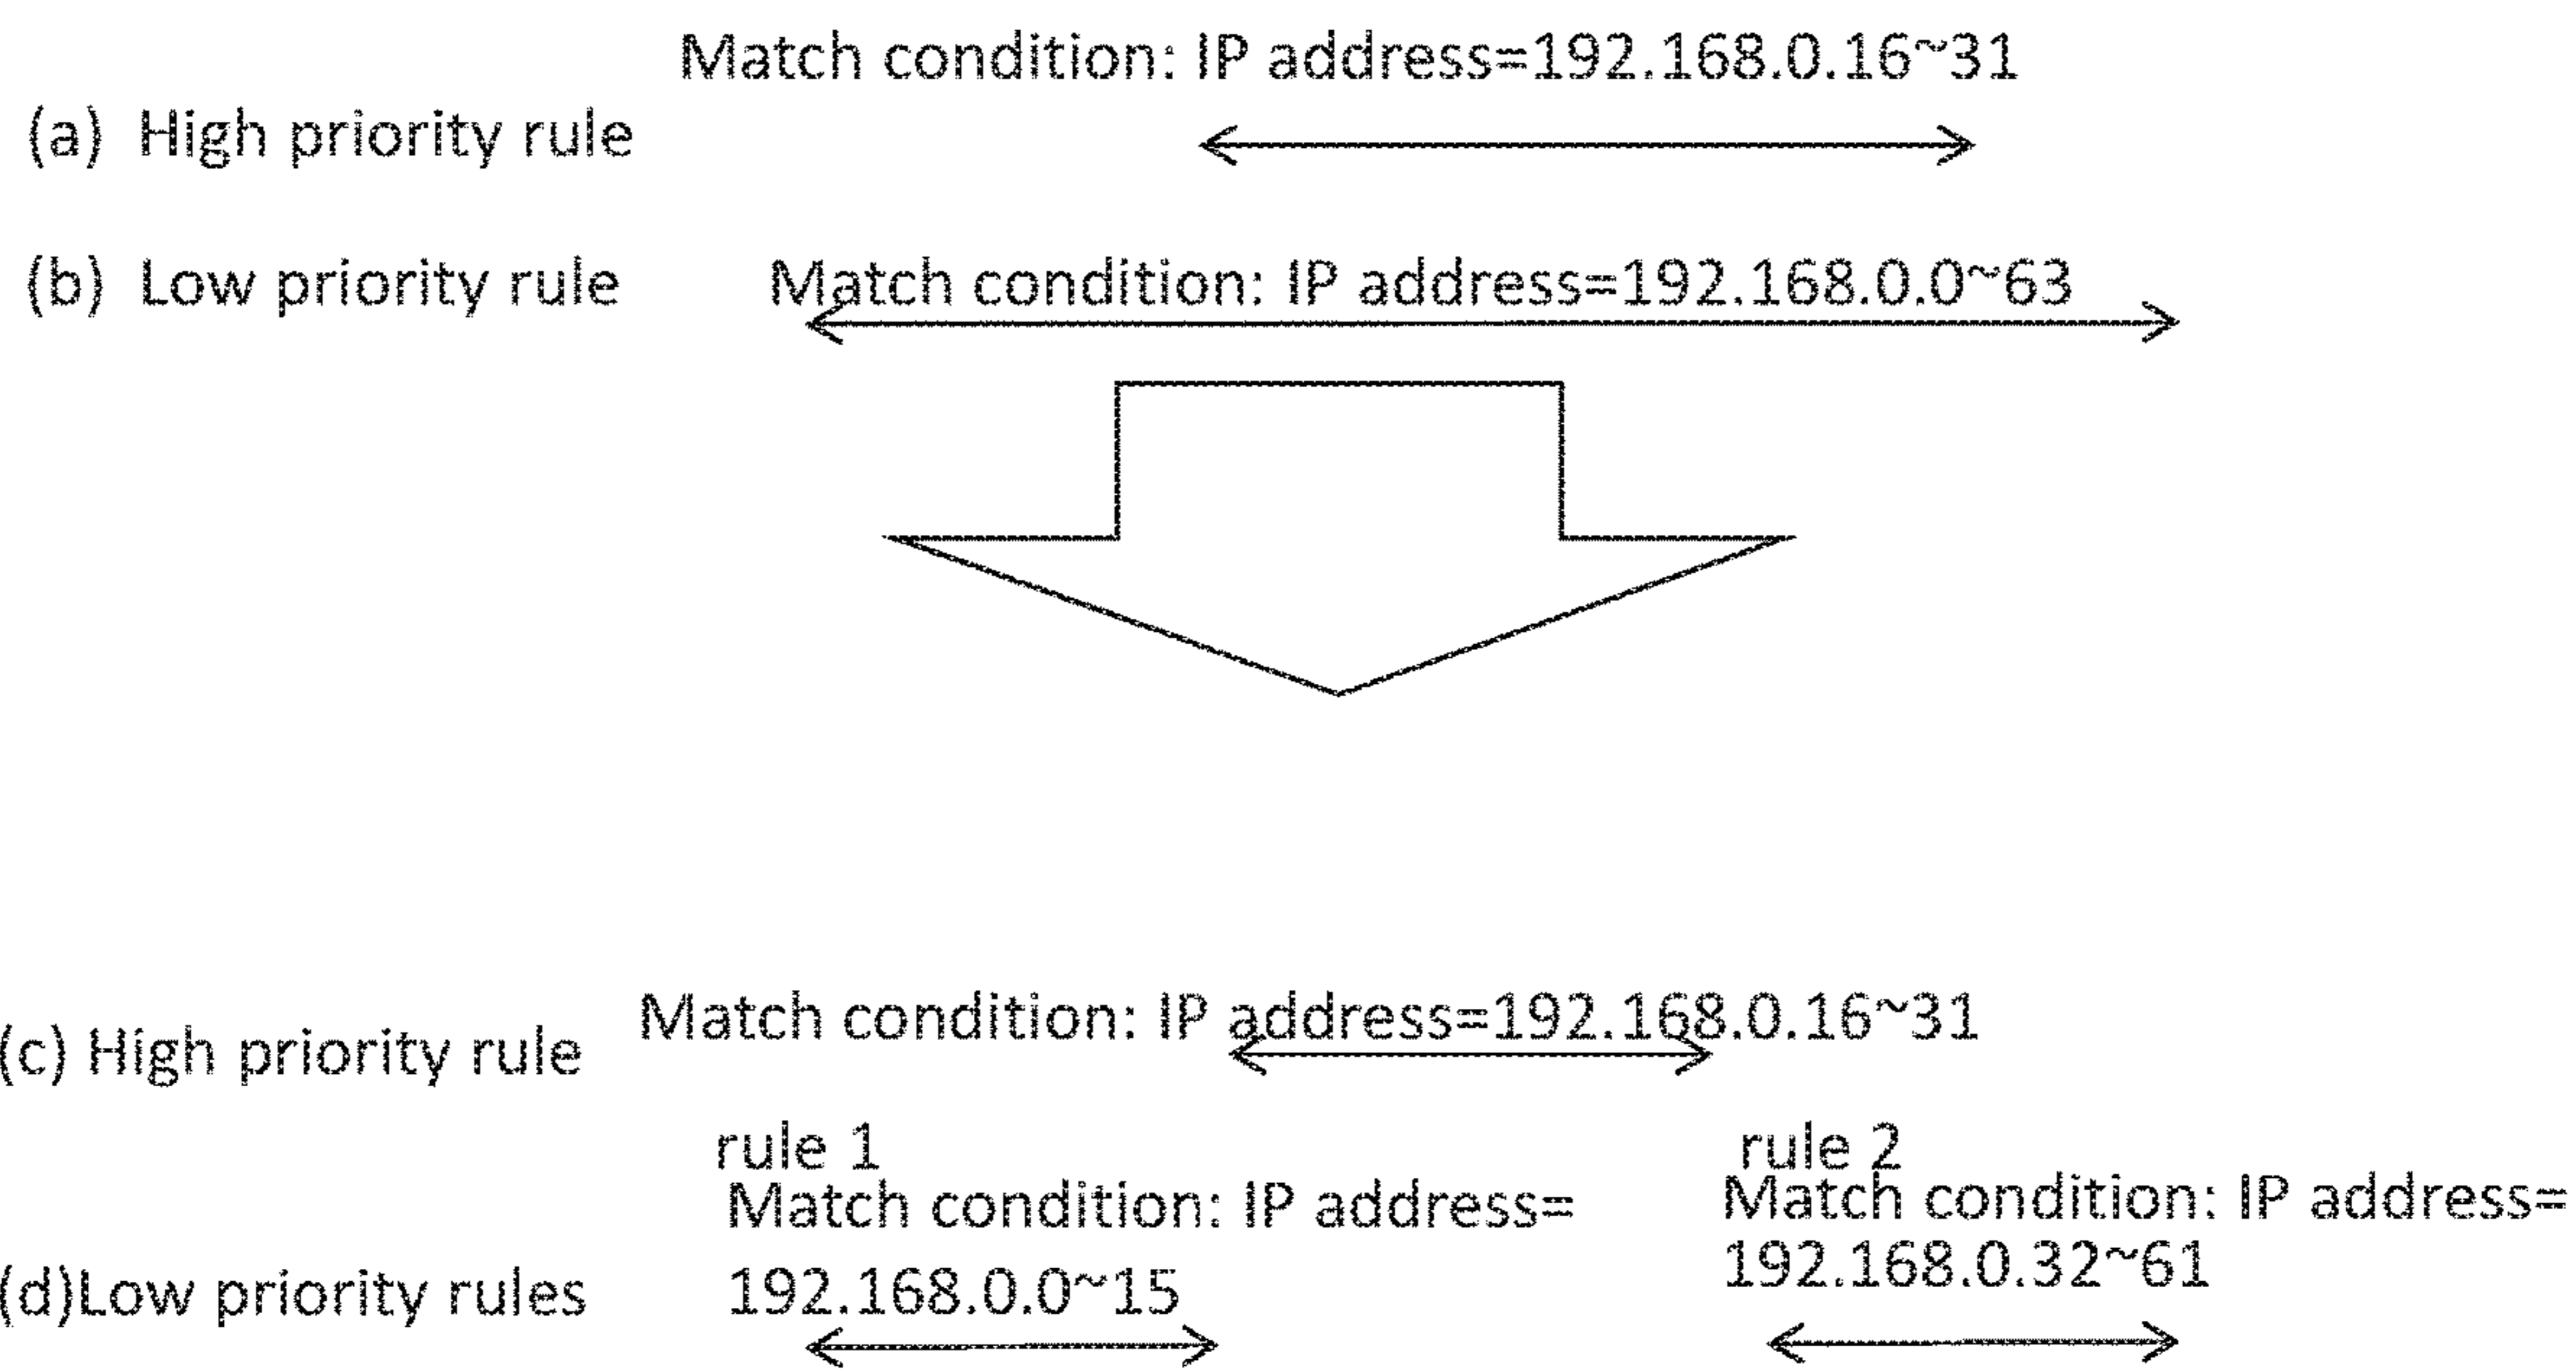 Match condition: IP address=192.168.0.16~31
(a) High priority rule
(b) Low priority rule Match condition: IP address=192.168.0.0~63
Match condition: IP address=192.168.0.16~31
(c) High priority rule
rule 1
Match condition: IP address=
192.168.0.0~15
rule 2
Match condition: IP address=
192.168.0.32~61
(d)Low priority rules